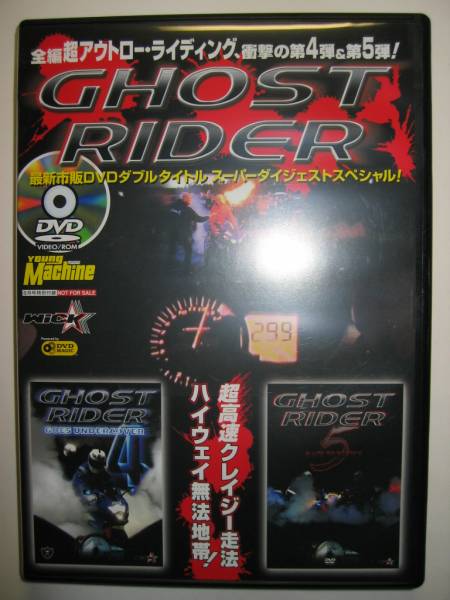 全編超アウトロー・ライディング、衝撃の第4弾&第5弾!
GHOST
RIDER
最新市販DVDダブルタイトル スーパーダイジェストスペシャル!
DVD
VIDEO/ROM
Young
Machine
NOT FOR SALE
WICK
DVD
MAGIC
299
超高速クレイジー走法
ハイウェイ無法地帯!
GHOST
RIDER
GOES UNDERCOVER
4
GHOST
RIDER
5
DVD